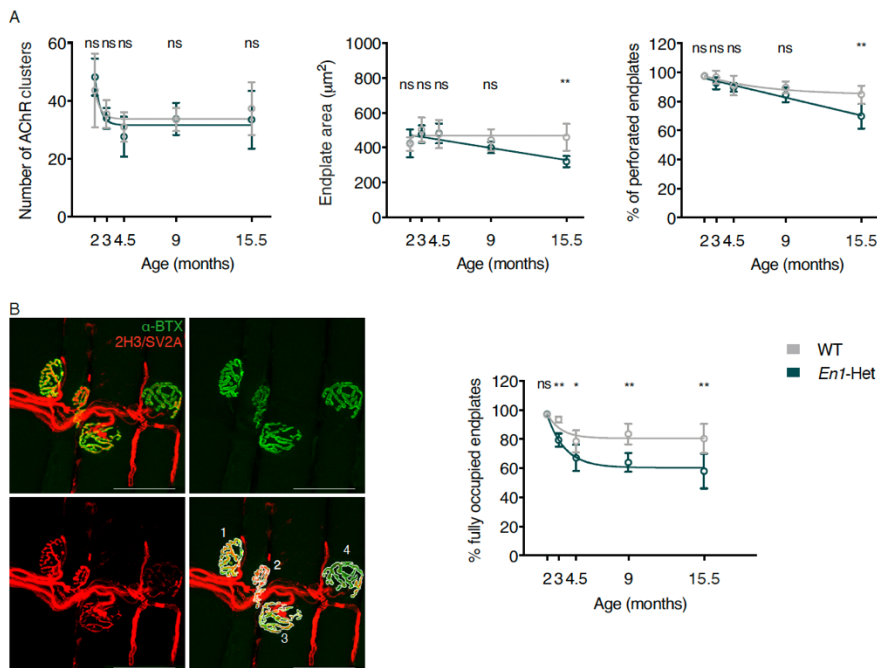 A
Number of AChR clusters
60
40
20
0
ns ns ns ns ns
2 3 4.5 9 15.5
Age (months)
Endplate area (μm²)
1000
800
600
400
200
0
ns ns ns ns **
2 3 4.5 9 15.5
Age (months)
% of perforated endplates
120
100
80
60
40
20
0
ns ns ns ns **
2 3 4.5 9 15.5
Age (months)
B
α-BTX
2H3/SV2A
1
2
3
4
% fully occupied endplates
120
100
80
60
40
20
0
ns ** * ** **
2 3 4.5 9 15.5
Age (months)
WT
En1-Het